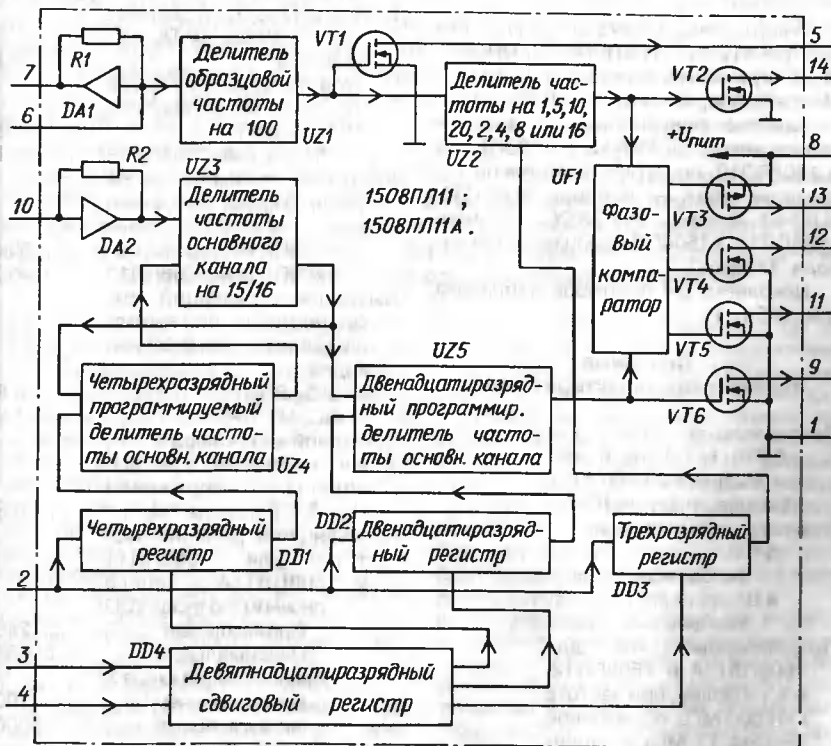 R1
7
DA1
6
Делитель
образцовой
частоты
на 100
UZ1
VT1
Делитель час-
тоты на 1,5,10,
20,2,4,8 или 16
UZ2
5
14
VT2
+Uпит
8
R2
10
DA2
UZ3
Делитель
частоты
основного
канала
на 15/16
1508ПЛ1I
1508ПЛ11А.
UF1
Фазо-
вый
компа-
ратор
VT3
13
12
VT4
11
VT5
9
VT6
1
Четырехразрядный
программируемый
делитель часто-
ты основн. канала
UZ4
UZ5
Двенадцатиразряд-
ный программир.
делитель часто-
ты основн. канала
Четырехразрядный
регистр
DD1
DD2
Двенадцатиразряд-
ный регистр
Трехразрядный
регистр
DD3
2
3
4
DD4
Девятнадцатиразрядный
сдвиговый регистр